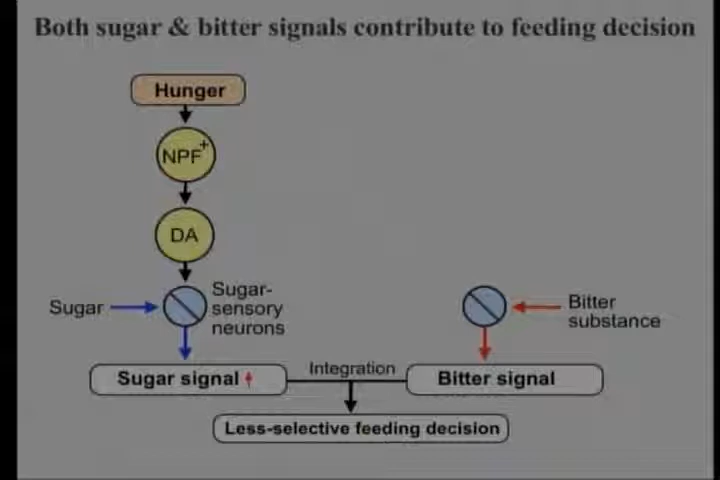 Both sugar & bitter signals contribute to feeding decision
Hunger
NPF+
DA
Sugar
Sugar-
sensory
neurons
Bitter
substance
Sugar signal
Integration
Bitter signal
Less-selective feeding decision